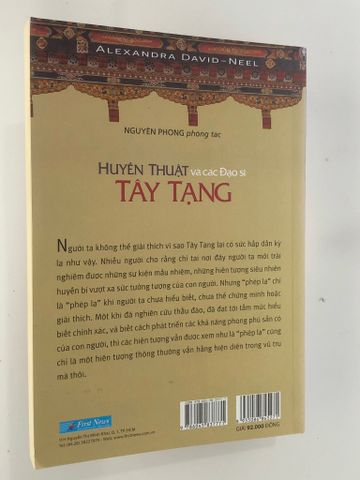 ALEXANDRA DAVID-NEEL
NGUYÊN PHONG phóng tác
HUYỀN THUẬT và các Đạo sĩ
TÂY TẠNG
Người ta không thể giải thích vì sao Tây Tạng lại có sức hấp dẫn kỳ
lạ như vậy. Nhiều người cho rằng chỉ tại nơi đây người ta mới trải
nghiệm được những sự kiện mầu nhiệm, những hiện tượng siêu nhiên
huyền bí vượt xa sức tưởng tượng của con người. Nhưng "phép lạ" chỉ
là "phép lạ" khi người ta chưa hiểu biết, chưa thể chứng minh hoặc
giải thích. Một khi đã nghiên cứu thấu đáo, đã đạt tới tầm mức hiểu
biết chính xác, và biết cách phát triển các khả năng phong phú sẵn có
của con người, thì các hiện tượng vẫn được xem như là "phép lạ" cũng
chỉ là một hiện tượng thông thường vẫn hằng hiện diện trong vũ trụ
mà thôi.
First News
GIÁ: 92.000 ĐỒNG